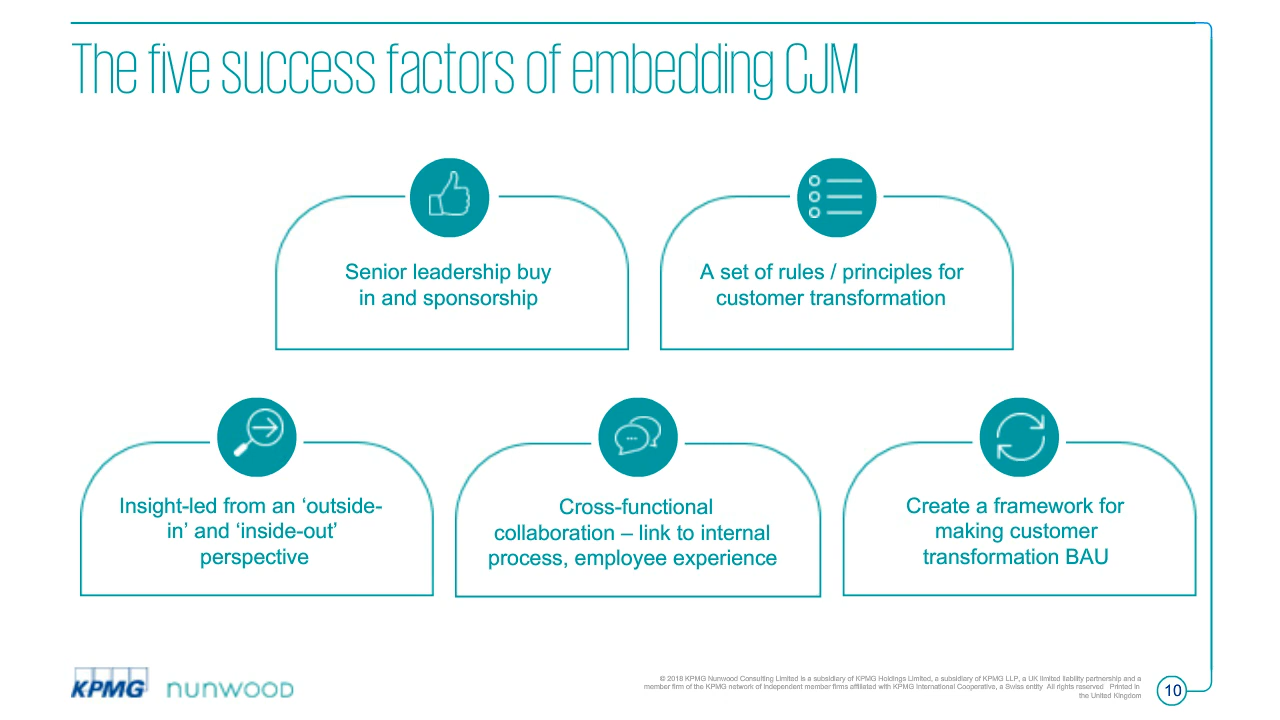 The five success factors of embedding CJM
Senior leadership buy
in and sponsorship
A set of rules / principles for
customer transformation
Insight-led from an ‘outside-
in’ and ‘inside-out’
perspective
Cross-functional
collaboration – link to internal
process, employee experience
Create a framework for
making customer
transformation BAU
KPMG nunwood
© 2018 KPMG Nunwood Consulting Limited is a subsidiary of KPMG Holdings Limited, a subsidiary of KPMG LLP, a UK limited liability partnership and a
member firm of the KPMG network of independent member firms affiliated with KPMG International Cooperative, a Swiss entity All rights reserved Printed in
the United Kingdom
10